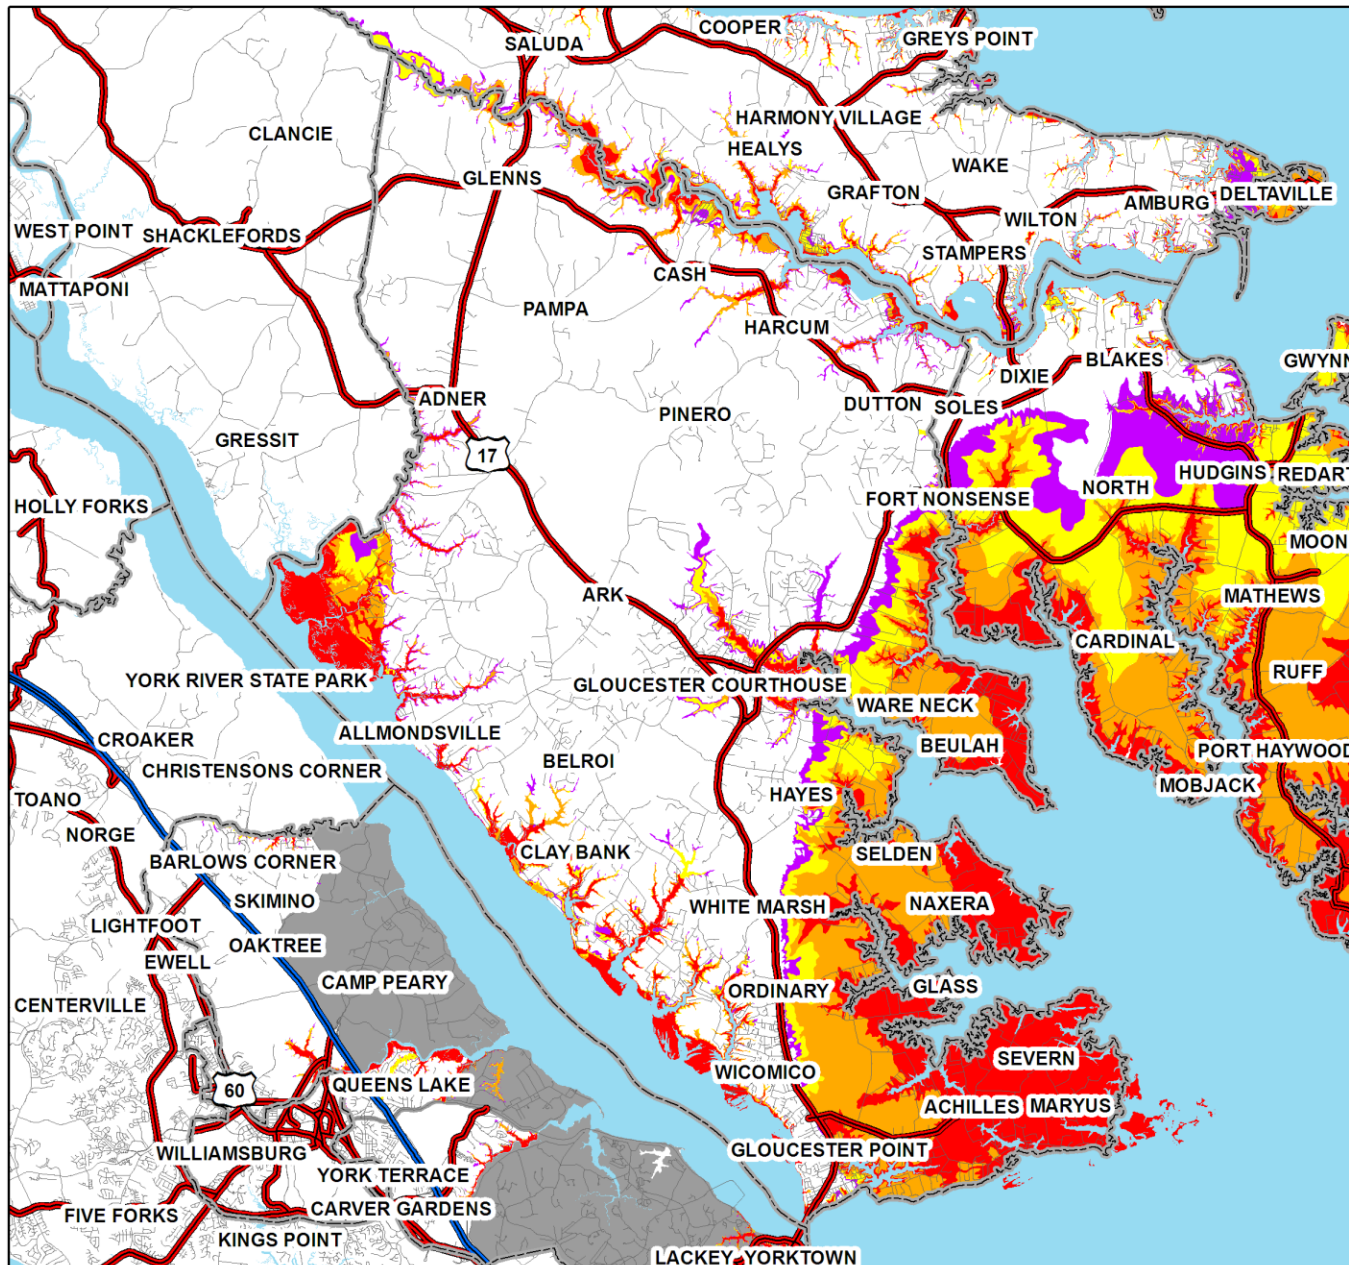 COOPER
GREYS POINT
SALUDA
HARMONY VILLAGE
CLANCIE
HEALYS
WAKE
GLENNS
GRAFTON
DELTAVILLE
AMBURG
WILTON
WEST POINT
SHACKLEFORDS
STAMPERS
CASH
MATTAPONI
PAMPA
HARCUM
BLAKES
GWYNN
DIXIE
ADNER
DUTTON
SOLES
PINERO
GRESSIT
17
HUDGINS
REDART
NORTH
FORT NONSENSE
HOLLY FORKS
MOON
ARK
MATHEWS
CARDINAL
RUFF
YORK RIVER STATE PARK
GLOUCESTER COURTHOUSE
WARE NECK
ALLMONDSVILLE
CROAKER
BEULAH
PORT HAYWOOD
BELROI
CHRISTENSONS CORNER
MOBJACK
TOANO
HAYES
NORGE
CLAY BANK
SELDEN
BARLOWS CORNER
SKIMINO
NAXERA
WHITE MARSH
LIGHTFOOT
OAKTREE
EWELL
CAMP PEARY
GLASS
ORDINARY
CENTERVILLE
SEVERN
WICOMICO
QUEENS LAKE
60
ACHILLES
MARYUS
WILLIAMSBURG
GLOUCESTER POINT
YORK TERRACE
CARVER GARDENS
FIVE FORKS
KINGS POINT
LACKEY
YORKTOWN